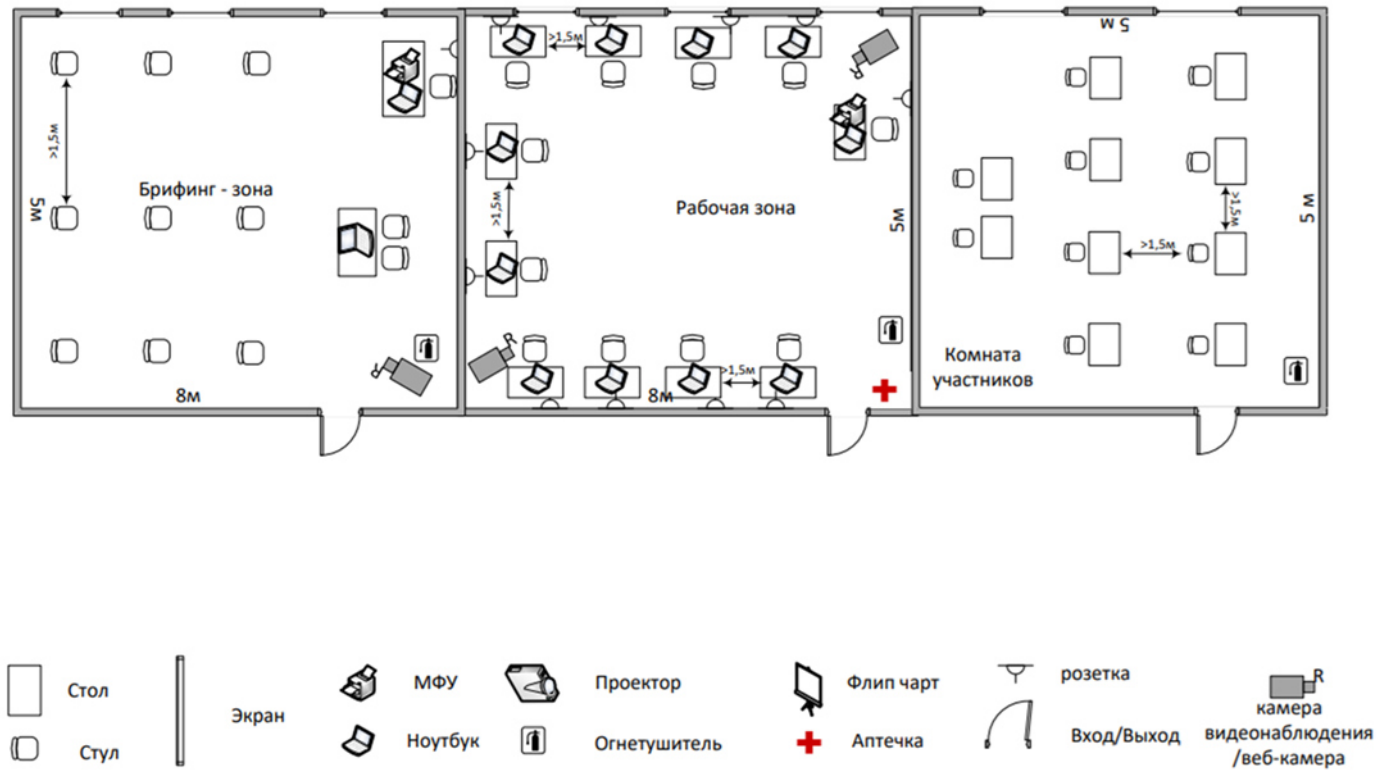 5 м
>1,5м
>1,5м
Брифинг - зона
5м
8м
>1,5м
Рабочая зона
5м
>1,5м
8м
>1,5м
>1,5м
5 м
Комната
участников
Стол
Стул
Экран
МФУ
Ноутбук
Проектор
Огнетушитель
Флип чарт
Аптечка
розетка
Вход/Выход
R
камера
видеонаблюдения
/веб-камера